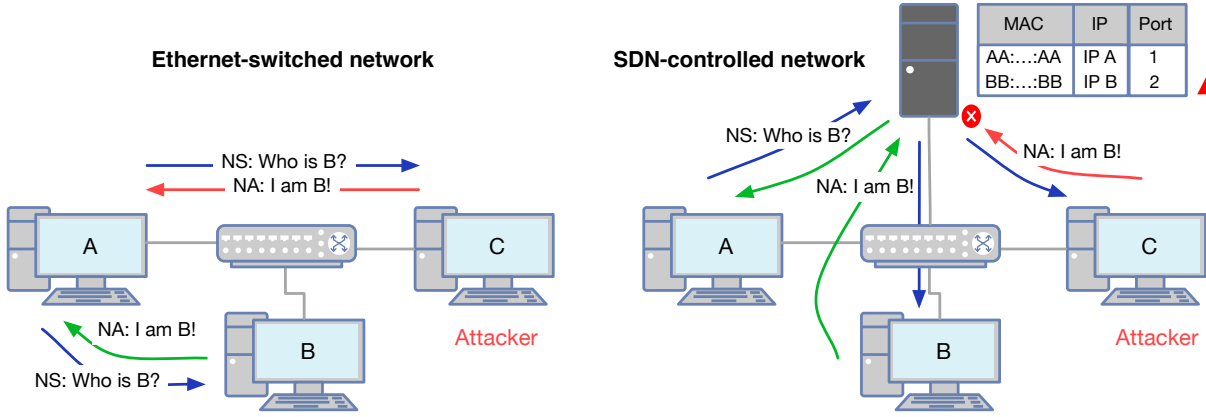 Ethernet-switched network
NS: Who is B?
NA: I am B!
A
C
NA: I am B!
B
NS: Who is B?
Attacker
SDN-controlled network
MAC IP Port
AA:...:AA IP A 1
BB:...:BB IP B 2
NS: Who is B?
NA: I am B!
NA: I am B!
A
C
B
Attacker